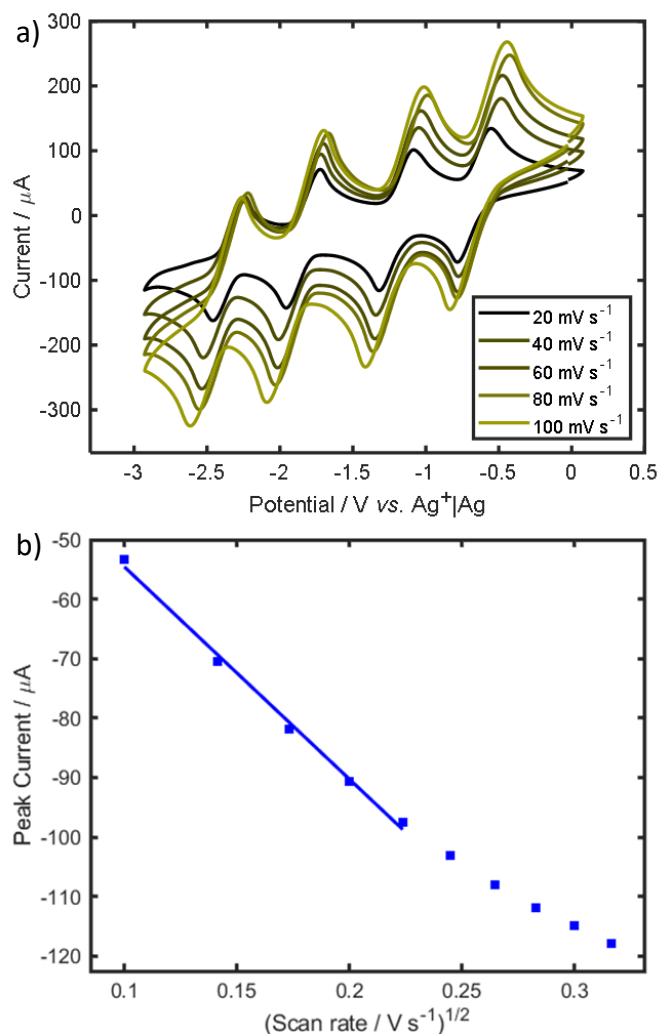 a)
300
200
100
0
-100
-200
-300
Current / μA
20 mV s⁻¹
40 mV s⁻¹
60 mV s⁻¹
80 mV s⁻¹
100 mV s⁻¹
-3 -2.5 -2 -1.5 -1 -0.5 0 0.5
Potential / V vs. Ag⁺|Ag
b)
-50
-60
-70
-80
-90
-100
-110
-120
Peak Current / μA
0.1 0.15 0.2 0.25 0.3
(Scan rate / V s⁻¹)¹/²